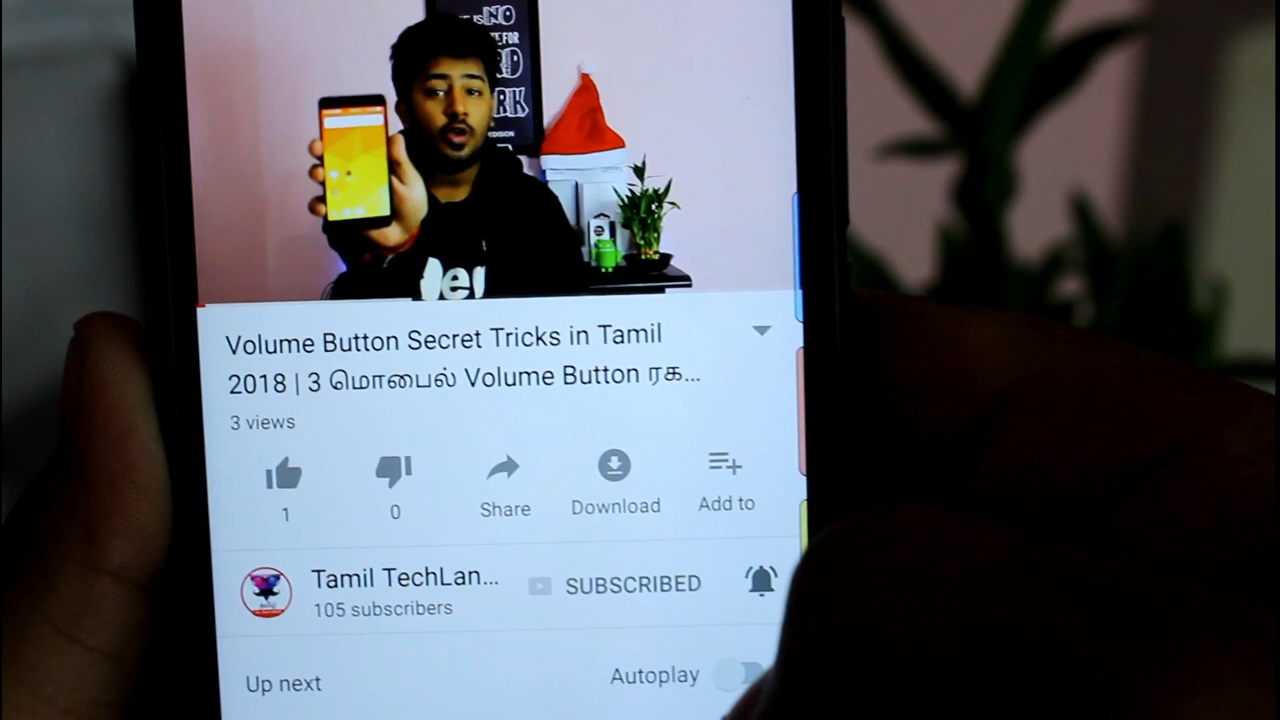 NO
Volume Button Secret Tricks in Tamil
2018 | 3 மொபைல் Volume Button ரக...
3 views
1
0
Share
Download
Add to
Tamil TechLan...
105 subscribers
SUBSCRIBED
Up next
Autoplay